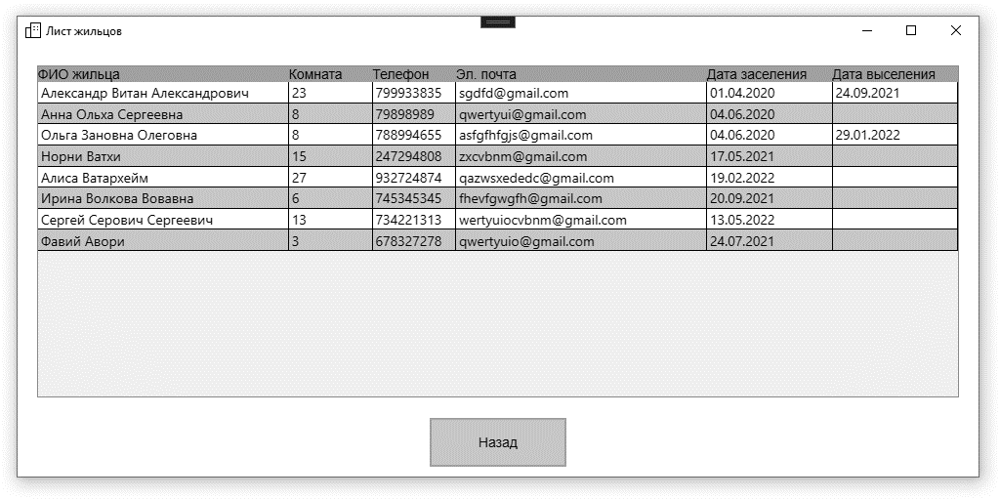 Лист жильцов
ФИО жильца Комната Телефон Эл. почта Дата заселения Дата выселения
Александр Витан Александрович 23 799933835 sgdfd@gmail.com 01.04.2020 24.09.2021
Анна Ольха Сергеевна 8 79898989 qwertyui@gmail.com 04.06.2020
Ольга Зановна Олеговна 8 788994655 asfgfhfgjs@gmail.com 04.06.2020 29.01.2022
Норни Ватхи 15 247294808 zxcvbnm@gmail.com 17.05.2021
Алиса Ватархейм 27 932724874 qazwsxededc@gmail.com 19.02.2022
Ирина Волкова Вовавна 6 745345345 fhevfgwgfh@gmail.com 20.09.2021
Сергей Серович Сергеевич 13 734221313 wertyuiocvbnm@gmail.com 13.05.2022
Фавий Авори 3 678327278 qwertyuio@gmail.com 24.07.2021
Назад